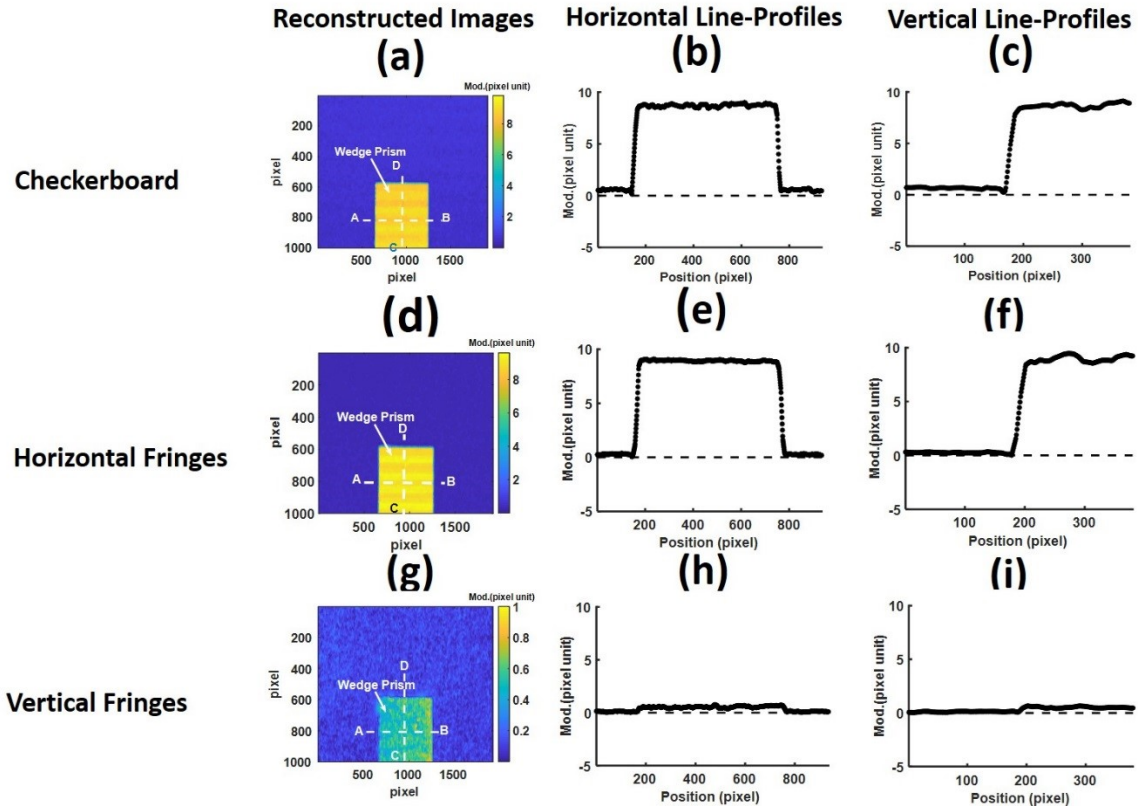 Reconstructed Images
Horizontal Line-Profiles
Vertical Line-Profiles
(a)
(b)
(c)
Checkerboard
Mod.(pixel unit)
pixel
200
400
600
800
1000
Wedge Prism
D
A
B
C
500 1000 1500
pixel
8
6
4
2
Mod.(pixel unit)
10
5
0
-5
200 400 600 800
Position (pixel)
Mod.(pixel unit)
10
5
0
-5
100 200 300
Position (pixel)
(d)
(e)
(f)
Horizontal Fringes
Mod.(pixel unit)
pixel
200
400
600
800
1000
Wedge Prism
D
A
B
C
500 1000 1500
pixel
8
6
4
2
Mod.(pixel unit)
10
5
0
-5
200 400 600 800
Position (pixel)
Mod.(pixel unit)
10
5
0
-5
100 200 300
Position (pixel)
(g)
(h)
(i)
Vertical Fringes
Mod.(pixel unit)
pixel
200
400
600
800
1000
Wedge Prism
D
A
B
C
500 1000 1500
pixel
1
0.8
0.6
0.4
0.2
Mod.(pixel unit)
10
5
0
-5
200 400 600 800
Position (pixel)
Mod.(pixel unit)
10
5
0
-5
100 200 300
Position (pixel)